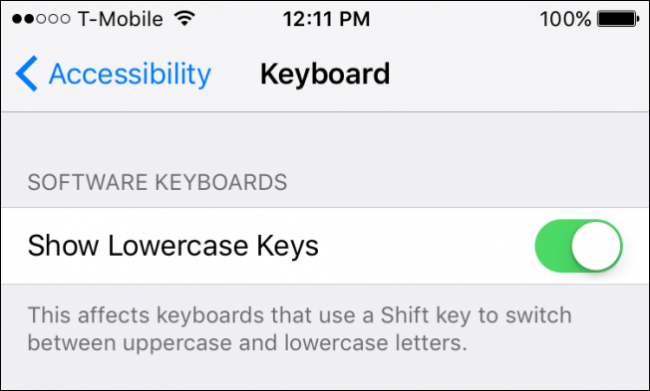 T-Mobile 12:11 PM 100%
Accessibility Keyboard
SOFTWARE KEYBOARDS
Show Lowercase Keys
This affects keyboards that use a Shift key to switch
between uppercase and lowercase letters.